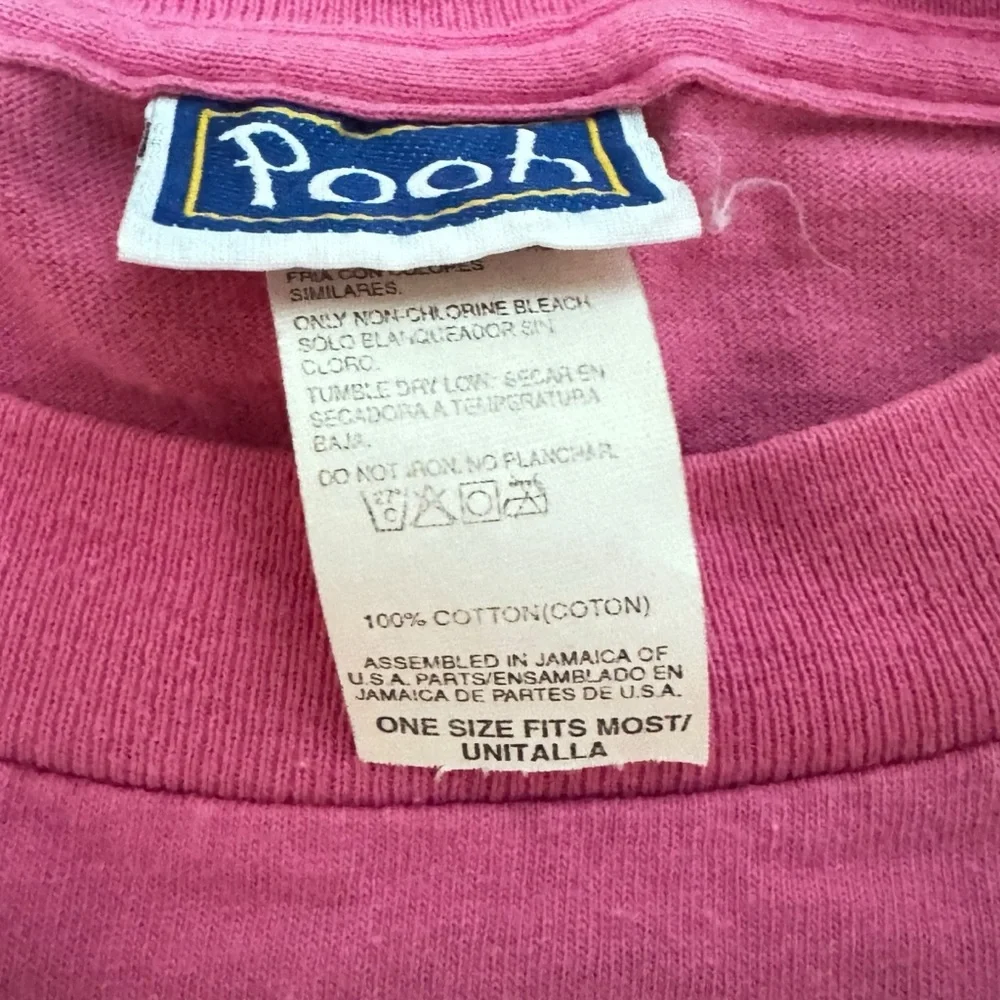 Pooh
FRIA CON COLORES
SIMILARES.
ONLY NON-CHLORINE BLEACH
SOLO BLANQUEADOR SIN
CLORO.
TUMBLE DRY LOW- SECAR EN
SECADORA A TEMPERATURA
BAJA.
DO NOT IRON. NO PLANCHAR.
27°
C
100% COTTON(COTON)
ASSEMBLED IN JAMAICA OF
U.S.A. PARTS/ENSAMBLADO EN
JAMAICA DE PARTES DE U.S.A.
ONE SIZE FITS MOST/
UNITALLA